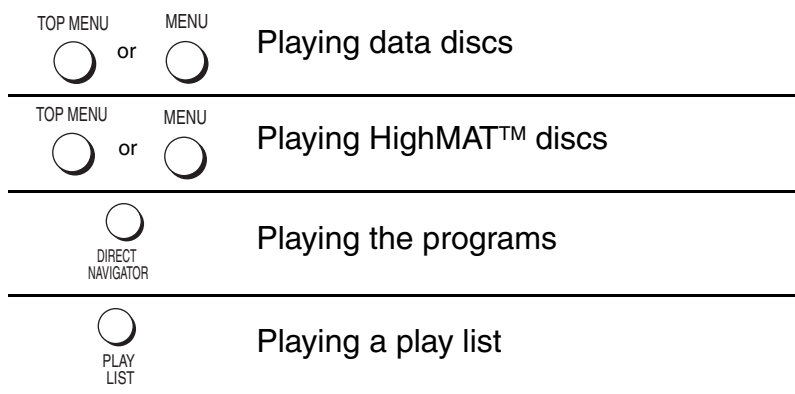 TOP MENU or MENU Playing data discs
TOP MENU or MENU Playing HighMAT™ discs
DIRECT
NAVIGATOR
Playing the programs
PLAY
LIST
Playing a play list